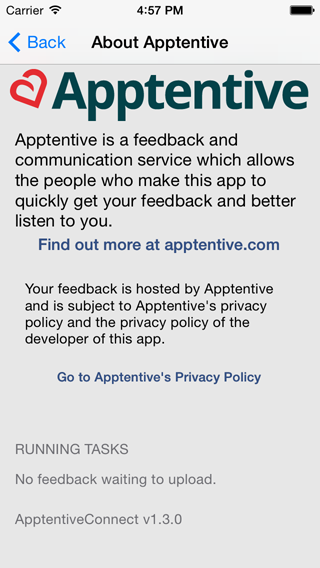 Carrier 4:57 PM
Back About Apptentive
Apptentive
Apptentive is a feedback and
communication service which allows
the people who make this app to
quickly get your feedback and better
listen to you.
Find out more at apptentive.com
Your feedback is hosted by Apptentive
and is subject to Apptentive's privacy
policy and the privacy policy of the
developer of this app.
Go to Apptentive's Privacy Policy
RUNNING TASKS
No feedback waiting to upload.
ApptentiveConnect v1.3.0